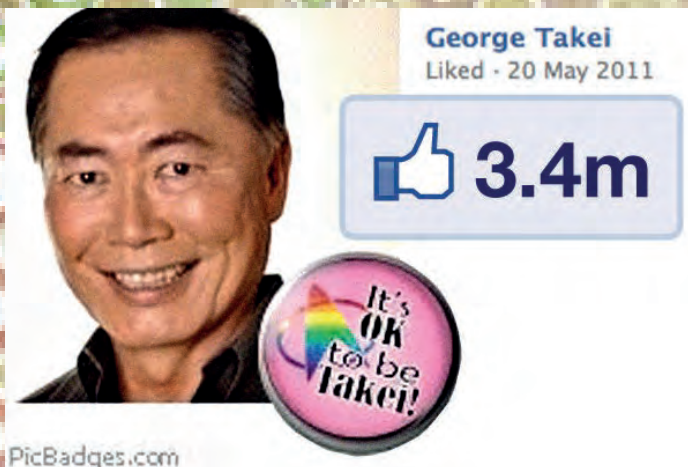 George Takei
Liked · 20 May 2011
3.4m
It's
OK
to be
Takei!
PicBadges.com